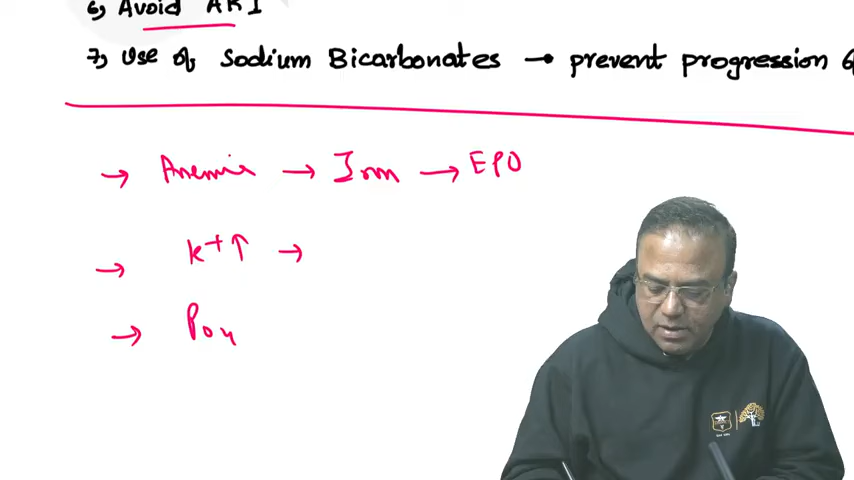 6, Avoid AKI
7, Use of Sodium Bicarbonates → prevent progression
→ Anemia → Iron → EPO
→ K+↑ →
→ PO4